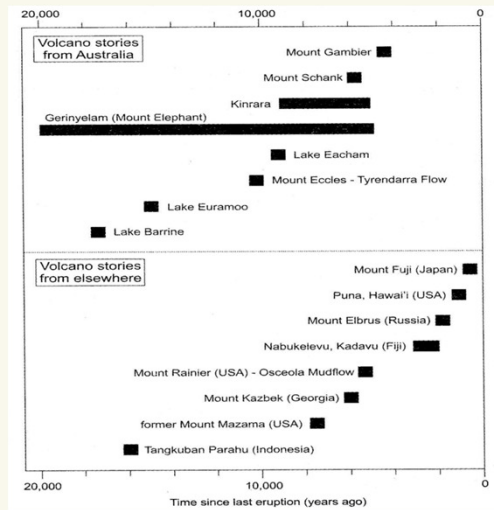 20,000 10,000 0
Volcano stories
from Australia
Mount Gambier
Mount Schank
Kinrara
Gerinyelam (Mount Elephant)
Lake Eacham
Mount Eccles - Tyrendarra Flow
Lake Euramoo
Lake Barrine
Volcano stories
from elsewhere
Mount Fuji (Japan)
Puna, Hawai'i (USA)
Mount Elbrus (Russia)
Nabukelevu, Kadavu (Fiji)
Mount Rainier (USA) - Osceola Mudflow
Mount Kazbek (Georgia)
former Mount Mazama (USA)
Tangkuban Parahu (Indonesia)
20,000 10,000 0
Time since last eruption (years ago)